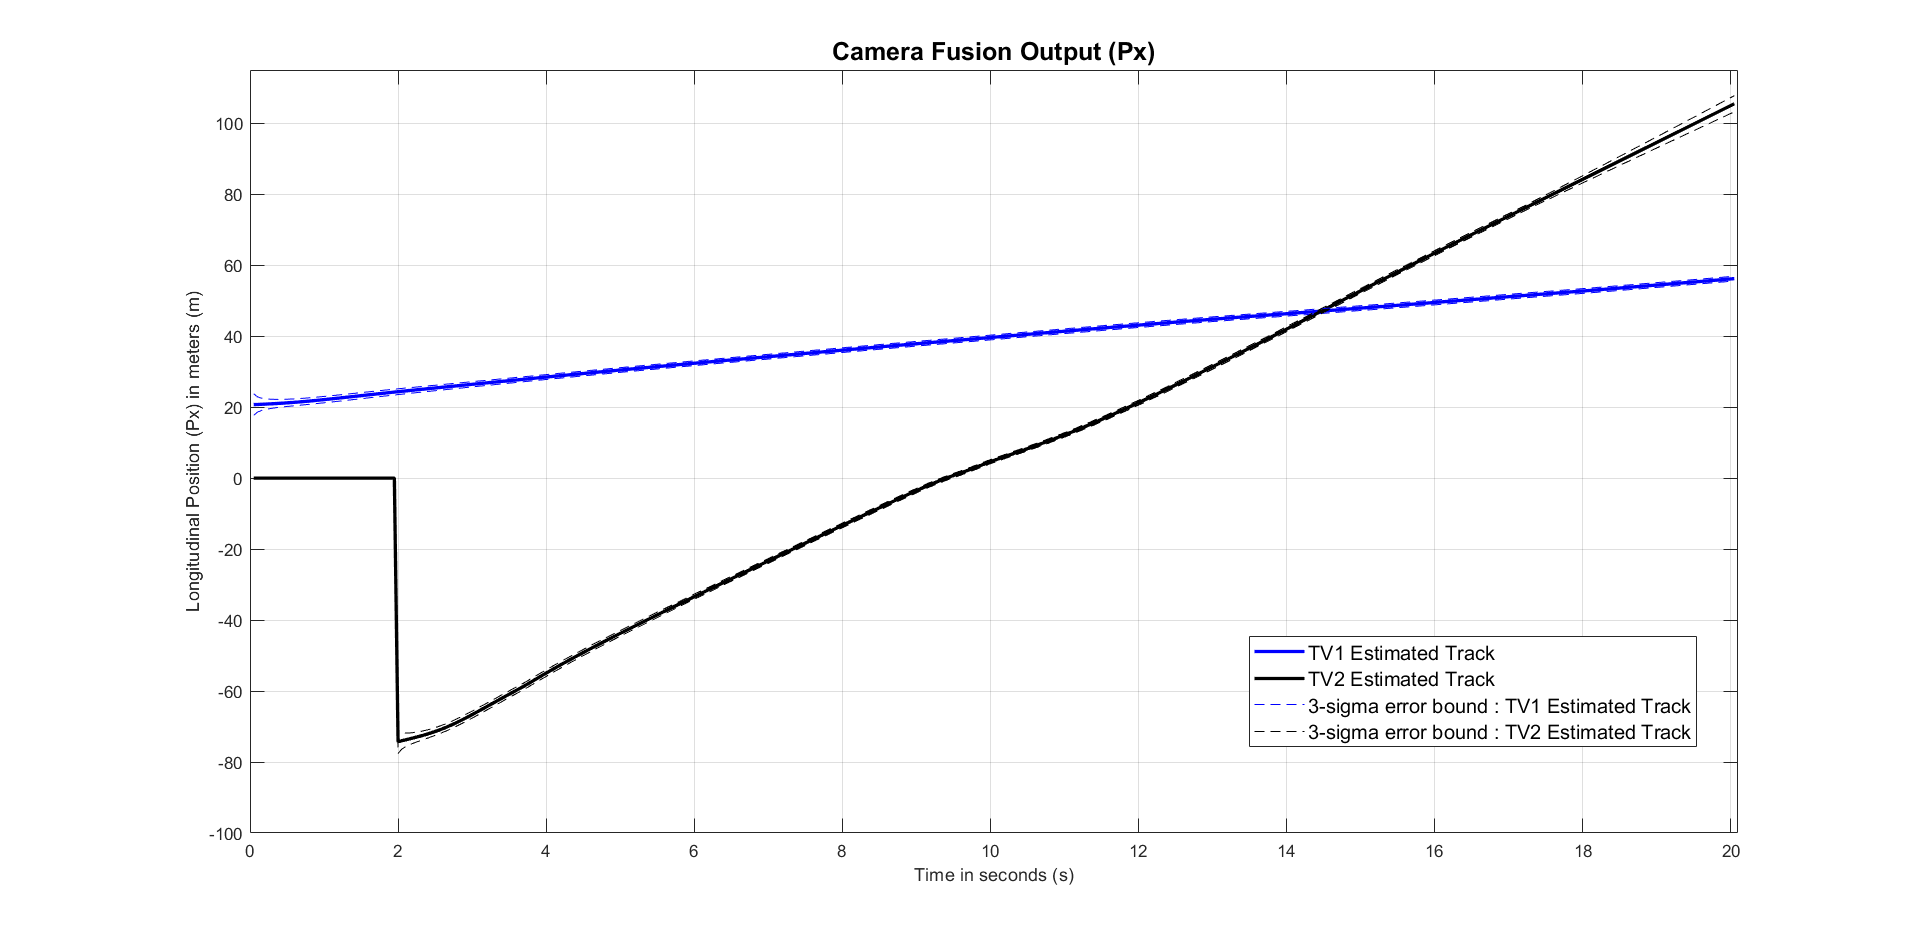 Camera Fusion Output (Px)
Longitudinal Position (Px) in meters (m)
100
80
60
40
20
0
-20
-40
-60
-80
-100
0 2 4 6 8 10 12 14 16 18 20
Time in seconds (s)
TV1 Estimated Track
TV2 Estimated Track
3-sigma error bound : TV1 Estimated Track
3-sigma error bound : TV2 Estimated Track